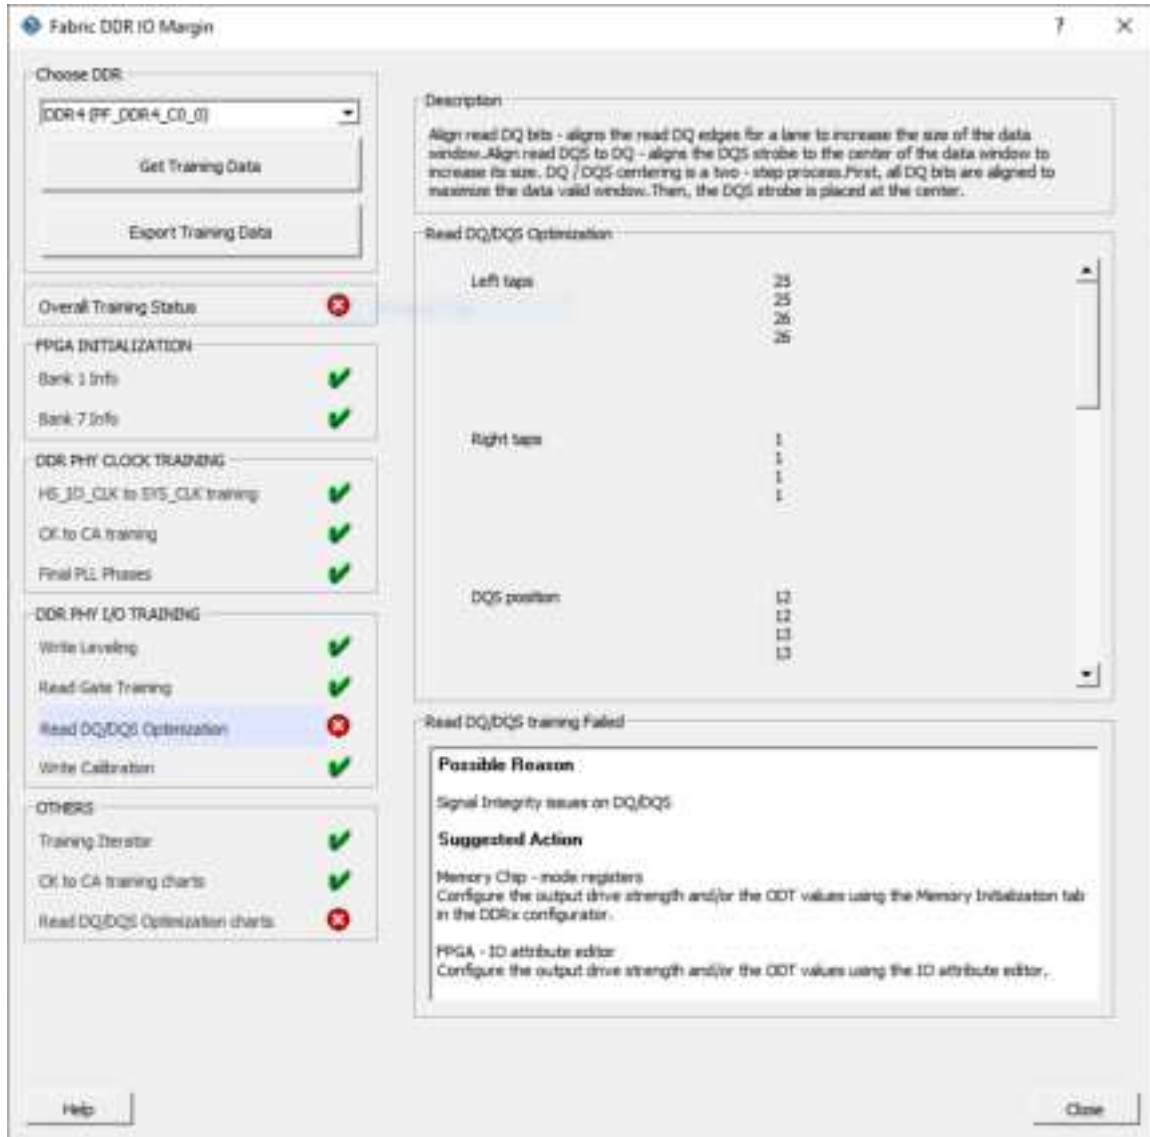 Fabric DDR IO Margin
?
Choose DDR
DDR4 (PF_DDR4_C0_0)
Get Training Data
Export Training Data
Overall Training Status
FPGA INITIALIZATION
Bank 1 Info
Bank 7 Info
DDR PHY CLOCK TRAINING
HS_IO_CLK to SYS_CLK training
CK to CA training
Final PLL Phases
DDR PHY I/O TRAINING
Write Leveling
Read Gate Training
Read DQ/DQS Optimization
Write Calibration
OTHERS
Training Iterator
CK to CA training charts
Read DQ/DQS Optimization charts
Description
Align read DQ bits - aligns the read DQ edges for a lane to increase the size of the data
window.Align read DQS to DQ - aligns the DQS strobe to the center of the data window to
increase its size. DQ / DQS centering is a two - step process.First, all DQ bits are aligned to
maximize the data valid window.Then, the DQS strobe is placed at the center.
Read DQ/DQS Optimization
Left taps 25
25
26
26
Right taps 1
1
1
1
DQS position 12
12
13
13
Read DQ/DQS training Failed
Possible Reason
Signal Integrity issues on DQ/DQS
Suggested Action
Memory Chip - mode registers
Configure the output drive strength and/or the ODT values using the Memory Initialization tab
in the DDRx configurator.
FPGA - IO attribute editor
Configure the output drive strength and/or the ODT values using the IO attribute editor.
Help
Close